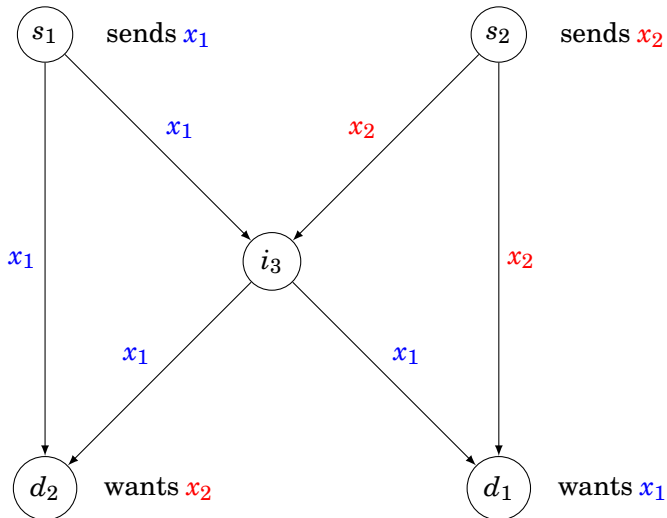 s₁ sends x₁ s₂ sends x₂
x₁ x₂
x₁ i₃ x₂
x₁ x₁
d₂ wants x₂ d₁ wants x₁